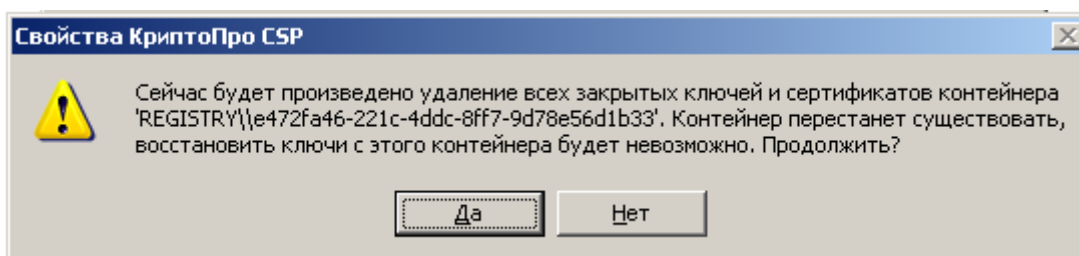 Свойства КриптоПро CSP
Сейчас будет произведено удаление всех закрытых ключей и сертификатов контейнера
'REGISTRY\\e472fa46-221c-4ddc-8ff7-9d78e56d1b33'. Контейнер перестанет существовать,
восстановить ключи с этого контейнера будет невозможно. Продолжить?
Да
Нет